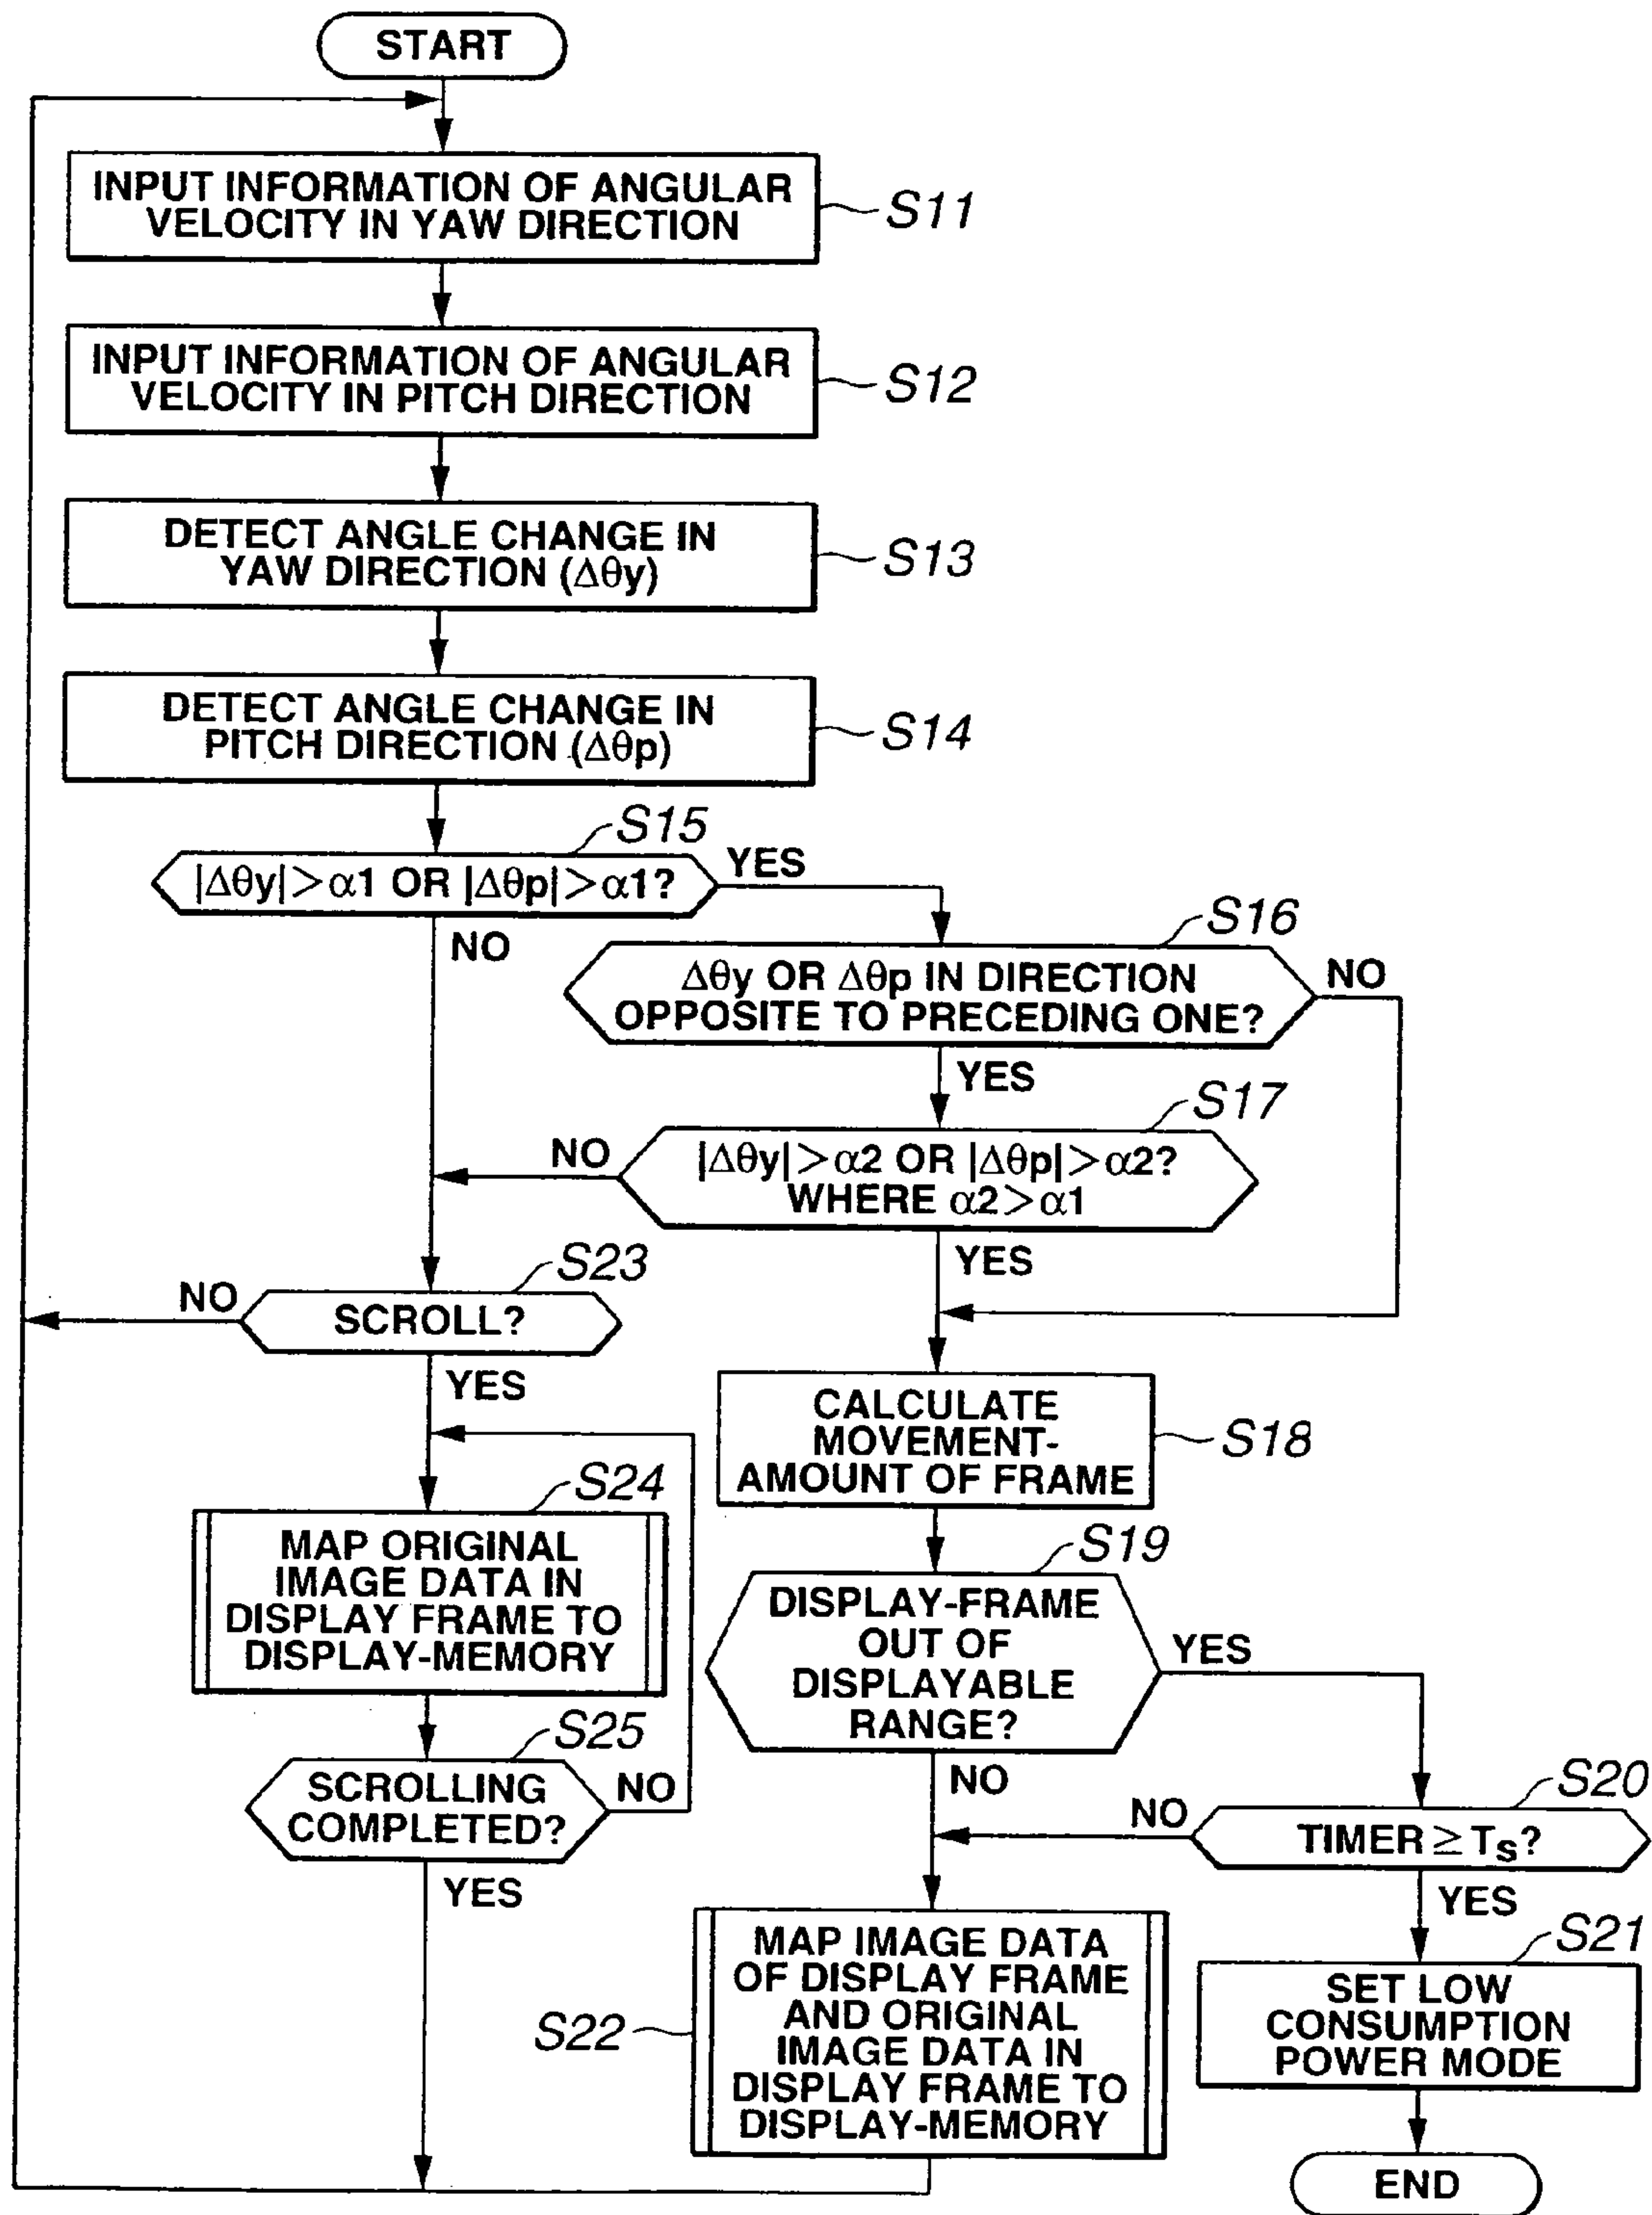 START
INPUT INFORMATION OF ANGULAR
VELOCITY IN YAW DIRECTION
S11
INPUT INFORMATION OF ANGULAR
VELOCITY IN PITCH DIRECTION
S12
DETECT ANGLE CHANGE IN
YAW DIRECTION (Δθy)
S13
DETECT ANGLE CHANGE IN
PITCH DIRECTION (Δθp)
S14
S15
|Δθy|>α1 OR |Δθp|>α1?
YES
NO
S16
Δθy OR Δθp IN DIRECTION
OPPOSITE TO PRECEDING ONE?
NO
YES
S17
|Δθy|>α2 OR |Δθp|>α2?
WHERE α2>α1
NO
YES
S23
SCROLL?
NO
YES
CALCULATE
MOVEMENT-
AMOUNT OF FRAME
S18
S24
MAP ORIGINAL
IMAGE DATA IN
DISPLAY FRAME TO
DISPLAY-MEMORY
S19
DISPLAY-FRAME
OUT OF
DISPLAYABLE
RANGE?
YES
NO
S25
SCROLLING
COMPLETED?
NO
YES
S20
TIMER ≥ Ts?
NO
YES
S21
SET LOW
CONSUMPTION
POWER MODE
S22
MAP IMAGE DATA
OF DISPLAY FRAME
AND ORIGINAL
IMAGE DATA IN
DISPLAY FRAME TO
DISPLAY-MEMORY
END